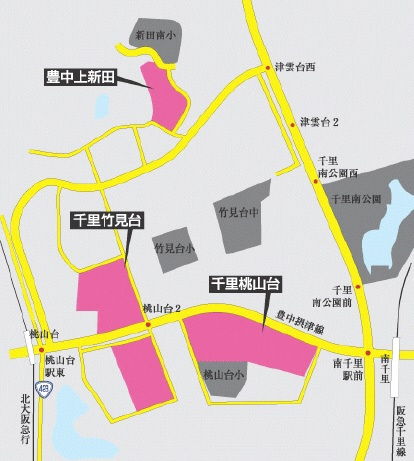 新田南小
豊中上新田
津雲台西
津雲台2
千里
南公園西
千里南公園
竹見台中
千里竹見台
竹見台小
千里桃山台
千里
南公園前
桃山台2
豊中摂津線
桃山台
桃山台
駅東
南千里
駅前
南千里
桃山台小
423
北大阪急行
阪急千里線